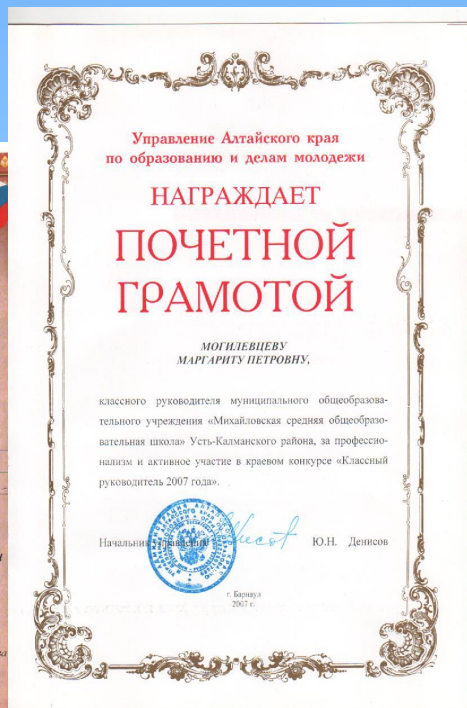 Управление Алтайского края
по образованию и делам молодежи
НАГРАЖДАЕТ
ПОЧЕТНОЙ
ГРАМОТОЙ
МОГИЛЕВЦЕВУ
МАРГАРИТУ ПЕТРОВНУ,
классного руководителя муниципального общеобразова-
тельного учреждения «Михайловская средняя общеобразо-
вательная школа» Усть-Калманского района, за профессио-
нализм и активное участие в краевом конкурсе «Классный
руководитель 2007 года».
Начальник управления Ю.Н. Денисов
г. Барнаул
2007 г.